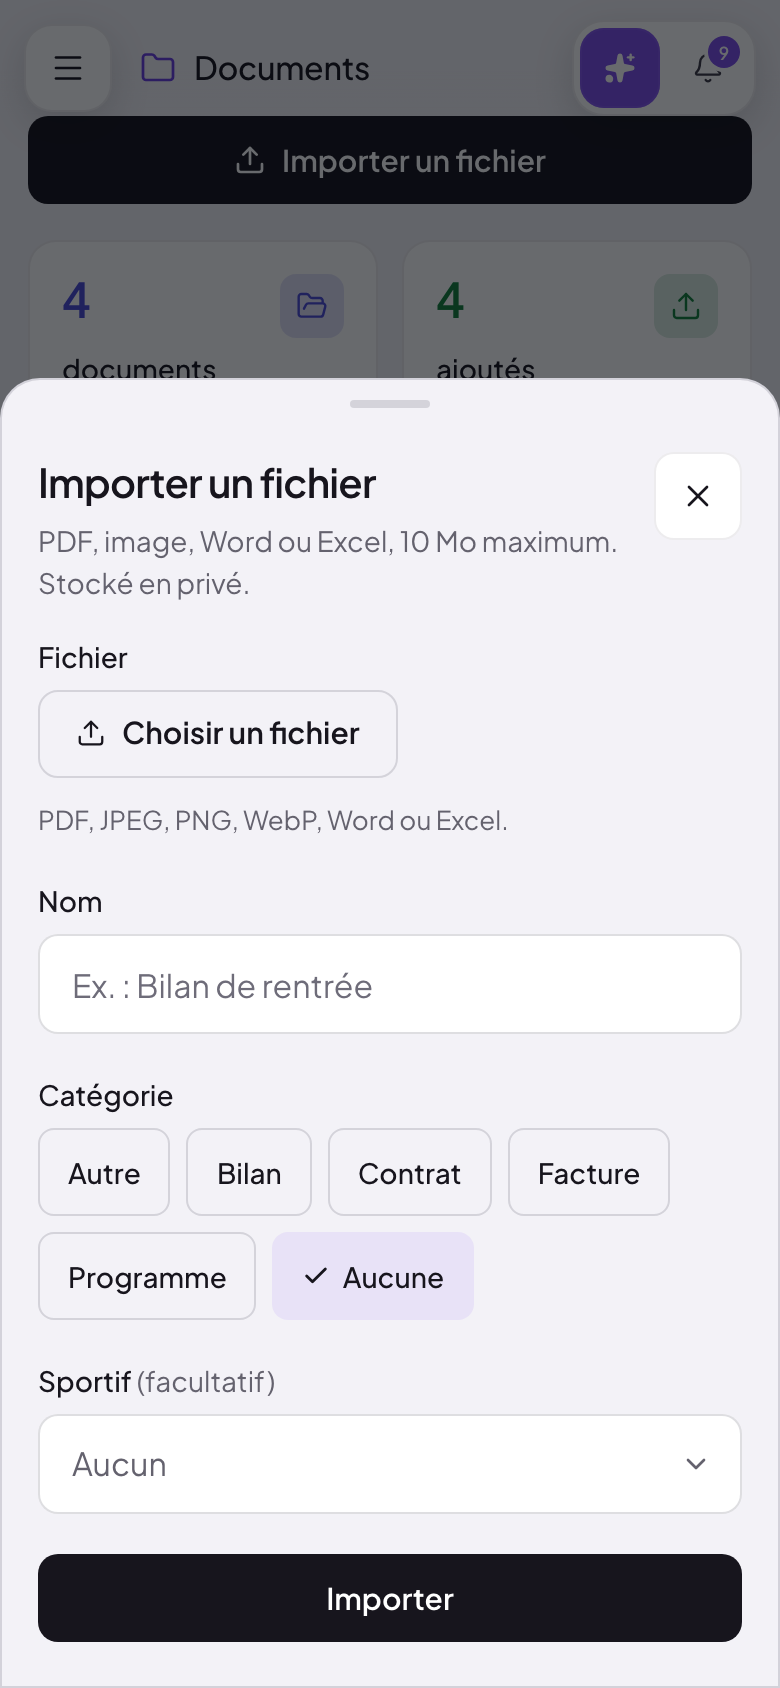 Documents
9
Importer un fichier
4
4
documents
ajoutés
Importer un fichier
PDF, image, Word ou Excel, 10 Mo maximum.
Stocké en privé.
Fichier
Choisir un fichier
PDF, JPEG, PNG, WebP, Word ou Excel.
Nom
Ex. : Bilan de rentrée
Catégorie
Autre
Bilan
Contrat
Facture
Programme
Aucune
Sportif (facultatif)
Aucun
Importer